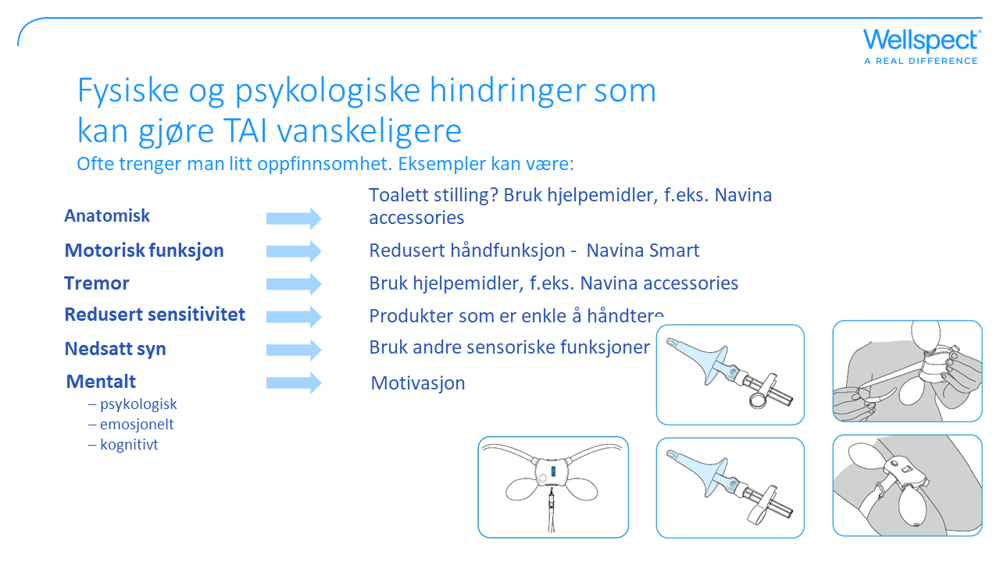 Wellspect®
A REAL DIFFERENCE
Fysiske og psykologiske hindringer som
kan gjøre TAI vanskeligere
Ofte trenger man litt oppfinnsomhet. Eksempler kan være:
Anatomisk
Toalett stilling? Bruk hjelpemidler, f.eks. Navina
accessories
Motorisk funksjon
Redusert håndfunksjon - Navina Smart
Tremor
Bruk hjelpemidler, f.eks. Navina accessories
Redusert sensitivitet
Produkter som er enkle å håndtere
Nedsatt syn
Bruk andre sensoriske funksjoner
Mentalt
Motivasjon
– psykologisk
– emosjonelt
– kognitivt